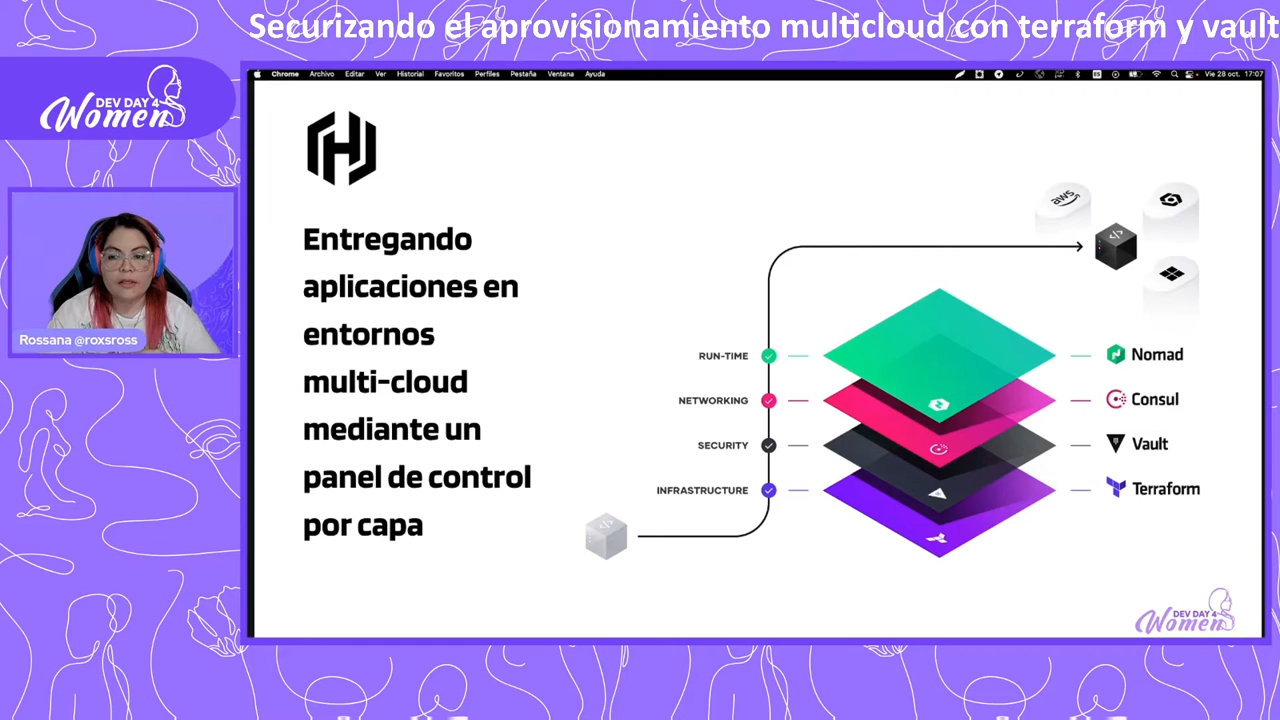 Securizando el aprovisionamiento multicloud con terraform y vault
Chrome Archivo Editar Ver Historial Favoritos Perfiles Pestaña Ventana Ayuda
Vie 28 oct. 17:07
DEV DAY 4
Women
Rossana @roxsross
Entregando
aplicaciones en
entornos
multi-cloud
mediante un
panel de control
por capa
aws
RUN-TIME
Nomad
NETWORKING
Consul
SECURITY
Vault
INFRASTRUCTURE
Terraform
DEV DAY 4
Women